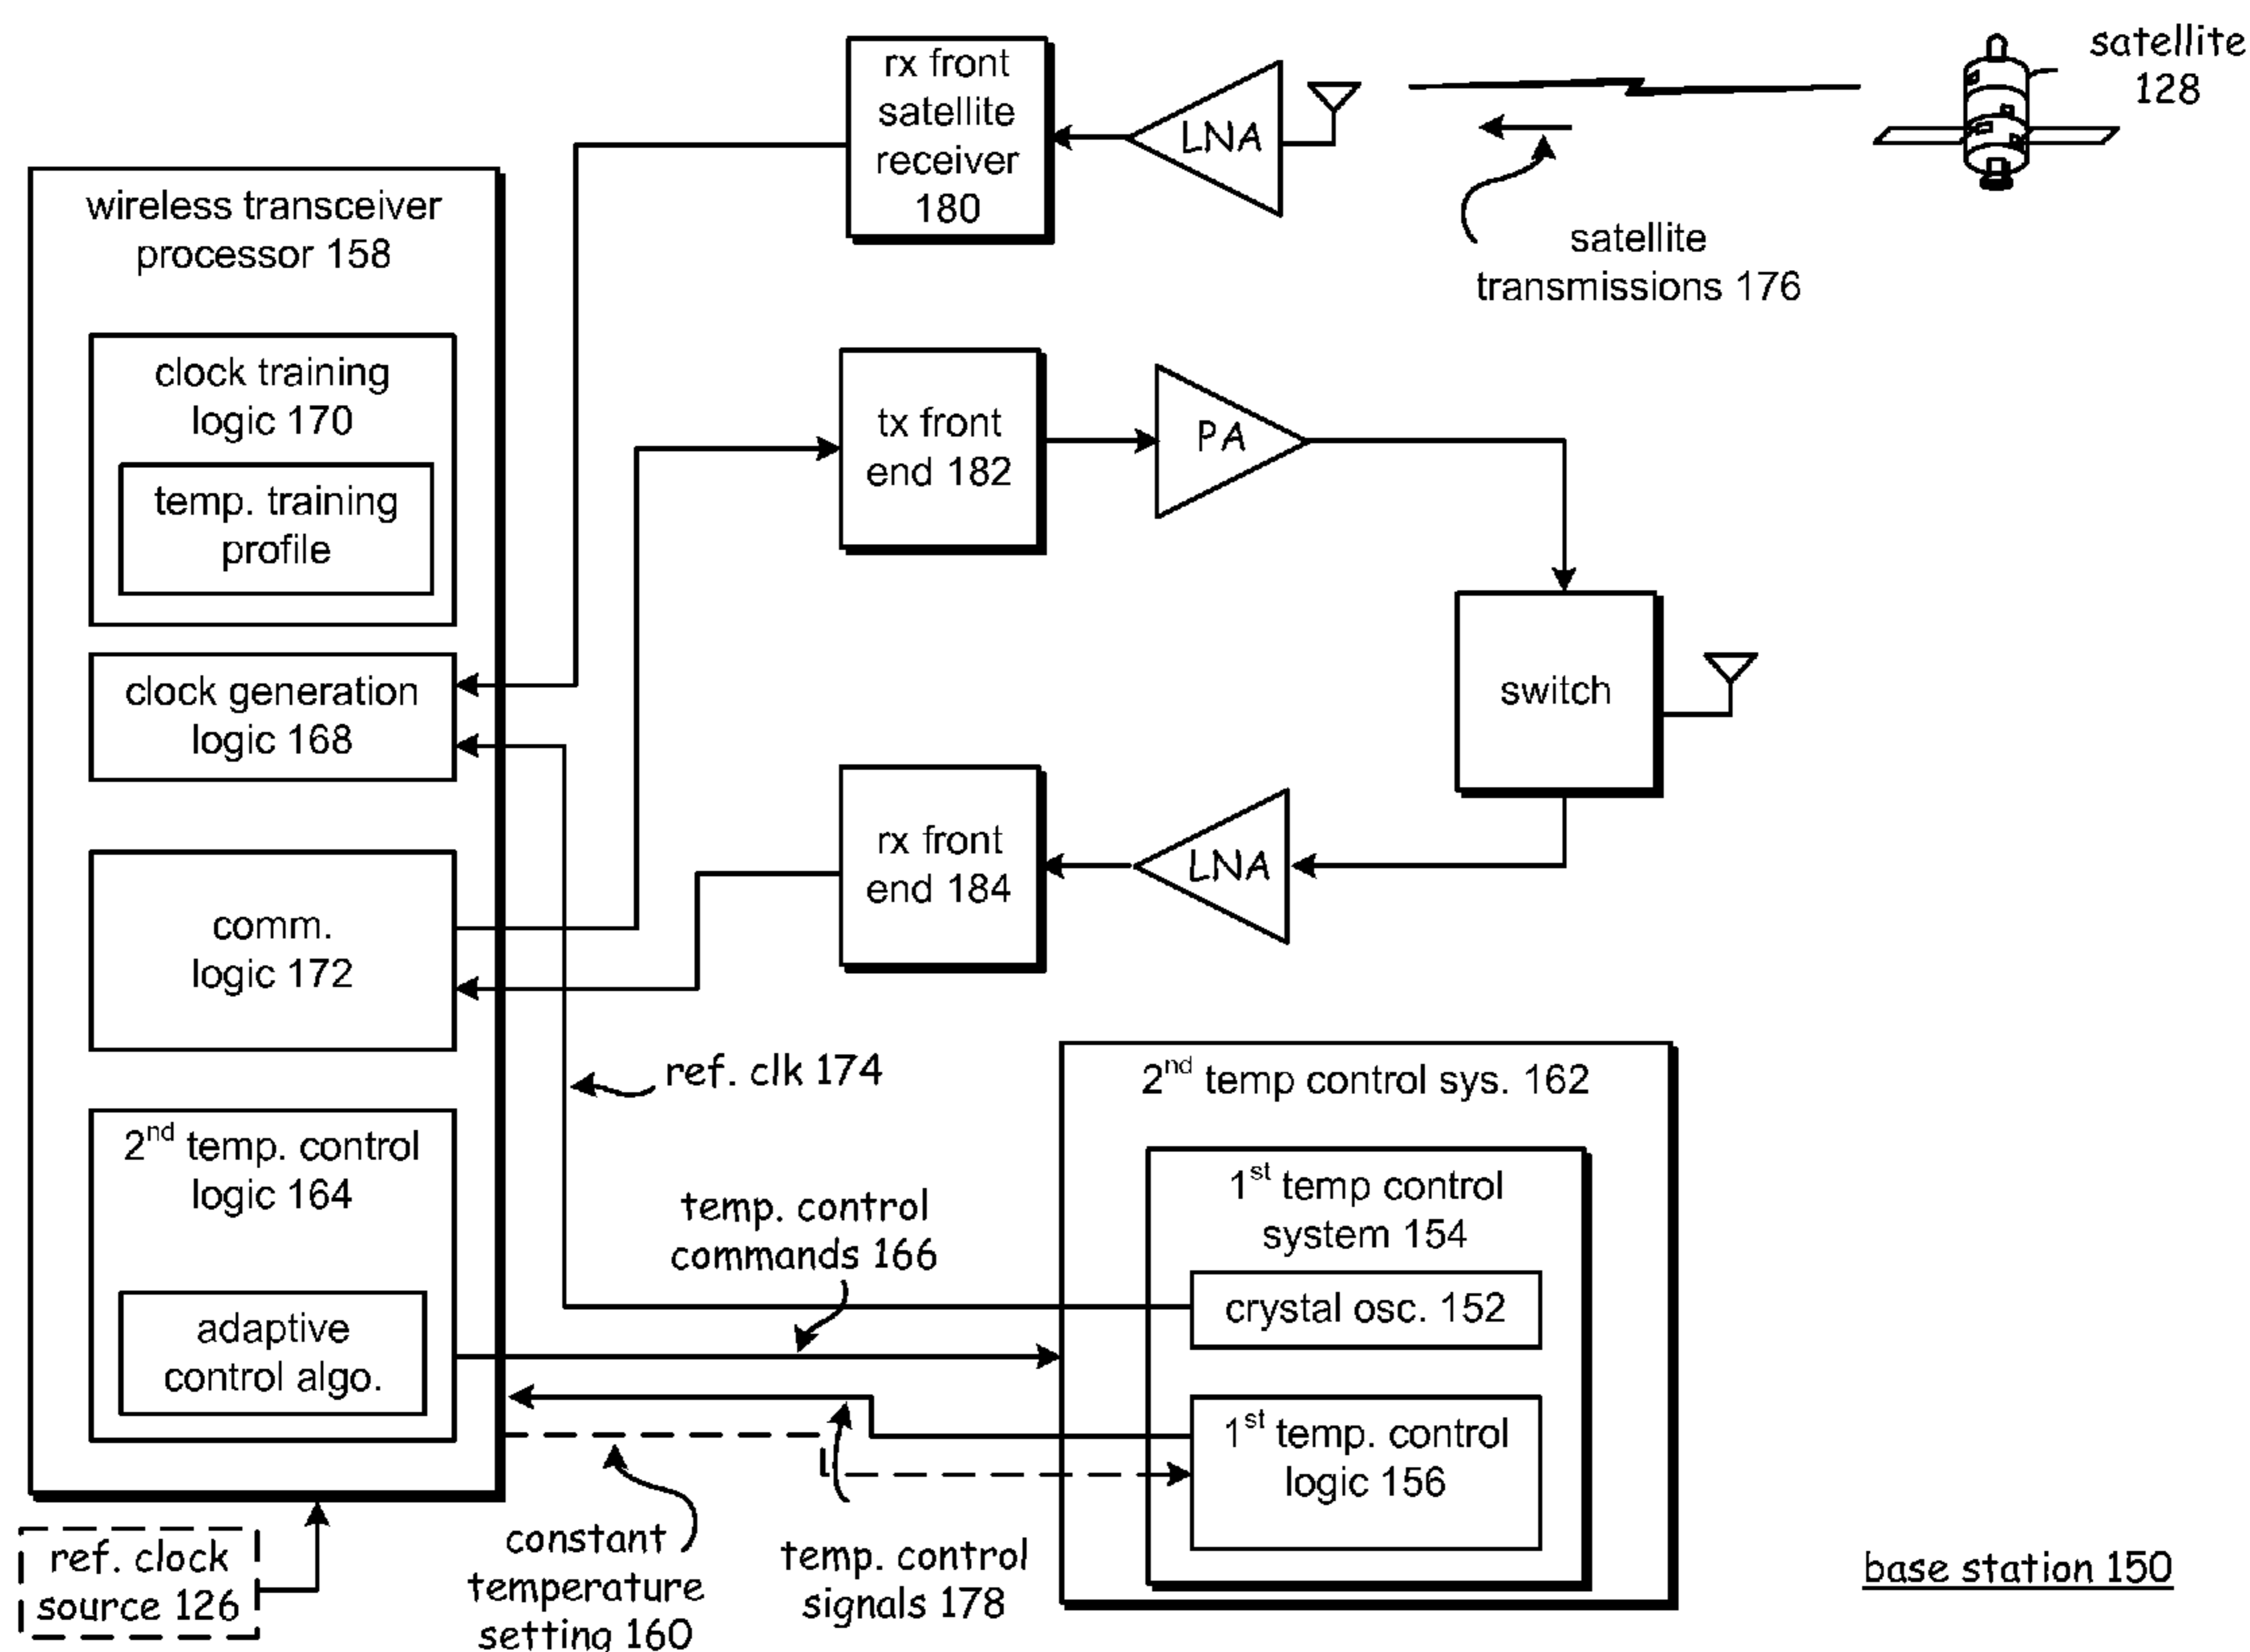 satellite
128
rx front
satellite
receiver
180
LNA
satellite
transmissions 176
wireless transceiver
processor 158
clock training
logic 170
temp. training
profile
clock generation
logic 168
comm.
logic 172
2nd temp. control
logic 164
adaptive
control algo.
tx front
end 182
PA
switch
rx front
end 184
LNA
ref. clk 174
temp. control
commands 166
2nd temp control sys. 162
1st temp control
system 154
crystal osc. 152
1st temp. control
logic 156
ref. clock
source 126
constant
temperature
setting 160
temp. control
signals 178
base station 150